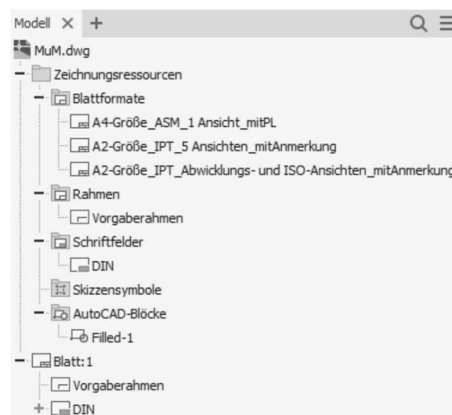 Modell × +
MuM.dwg
Zeichnungsressourcen
Blattformate
A4-Größe_ASM_1 Ansicht_mitPL
A2-Größe_IPT_5 Ansichten_mitAnmerkung
A2-Größe_IPT_Abwicklungs- und ISO-Ansichten_mitAnmerkung
Rahmen
Vorgaberahmen
Schriftfelder
DIN
Skizzensymbole
AutoCAD-Blöcke
Filled-1
Blatt:1
Vorgaberahmen
DIN